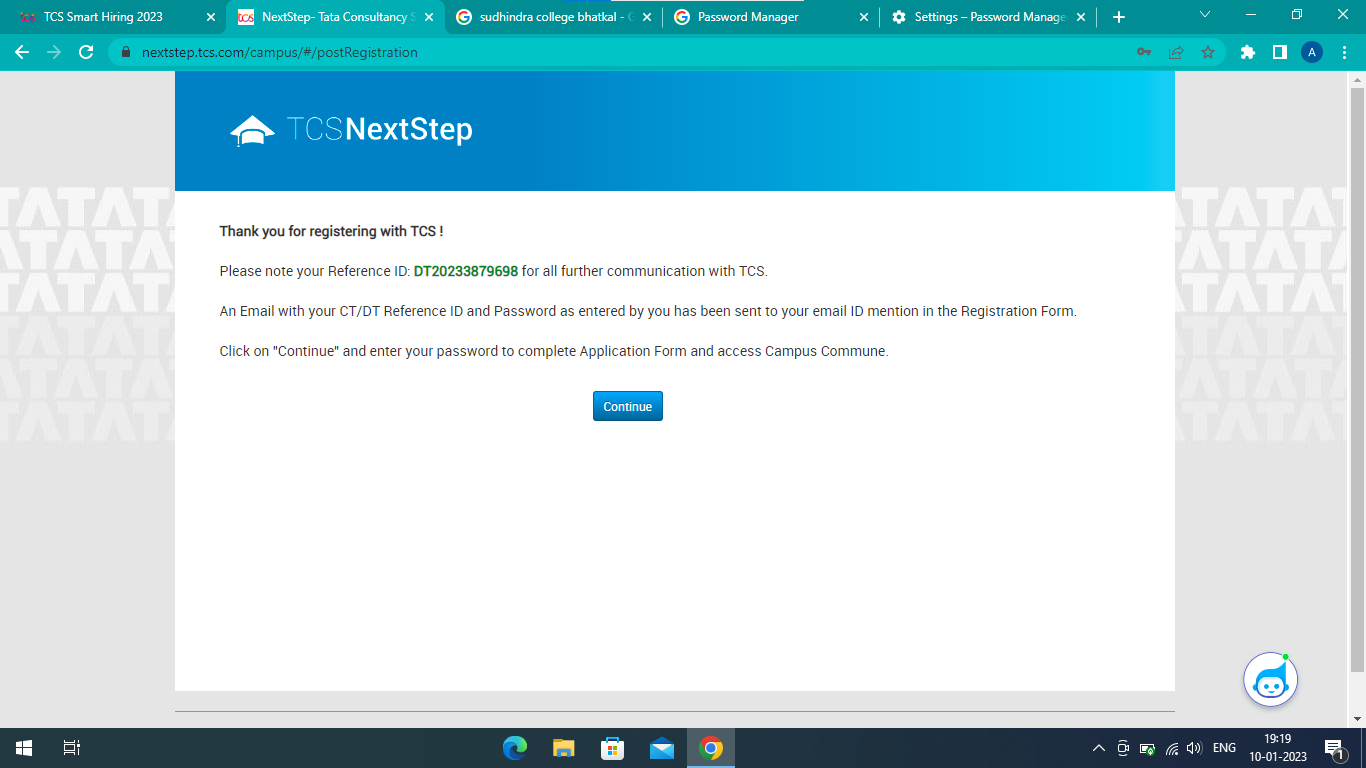 TCS Smart Hiring 2023
NextStep- Tata Consultancy S
sudhindra college bhatkal -
Password Manager
Settings – Password Manage
nextstep.tcs.com/campus/#/postRegistration
A
TCSNextStep
Thank you for registering with TCS !
Please note your Reference ID: DT20233879698 for all further communication with TCS.
An Email with your CT/DT Reference ID and Password as entered by you has been sent to your email ID mention in the Registration Form.
Click on "Continue" and enter your password to complete Application Form and access Campus Commune.
Continue
ENG
19:19
10-01-2023
1